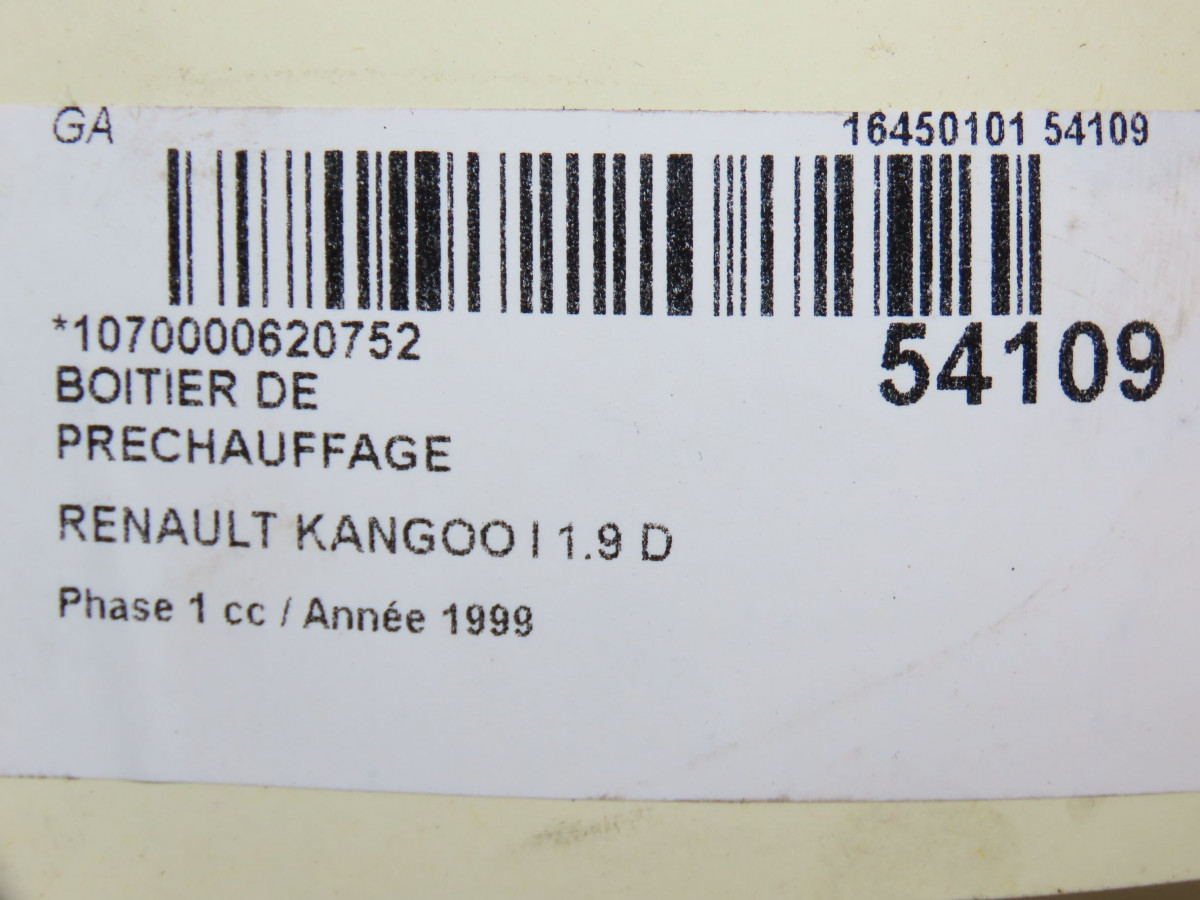 GA
16450101 54109
*1070000620752
54109
BOITIER DE
PRECHAUFFAGE
RENAULT KANGOO I 1.9 D
Phase 1 cc / Année 1999